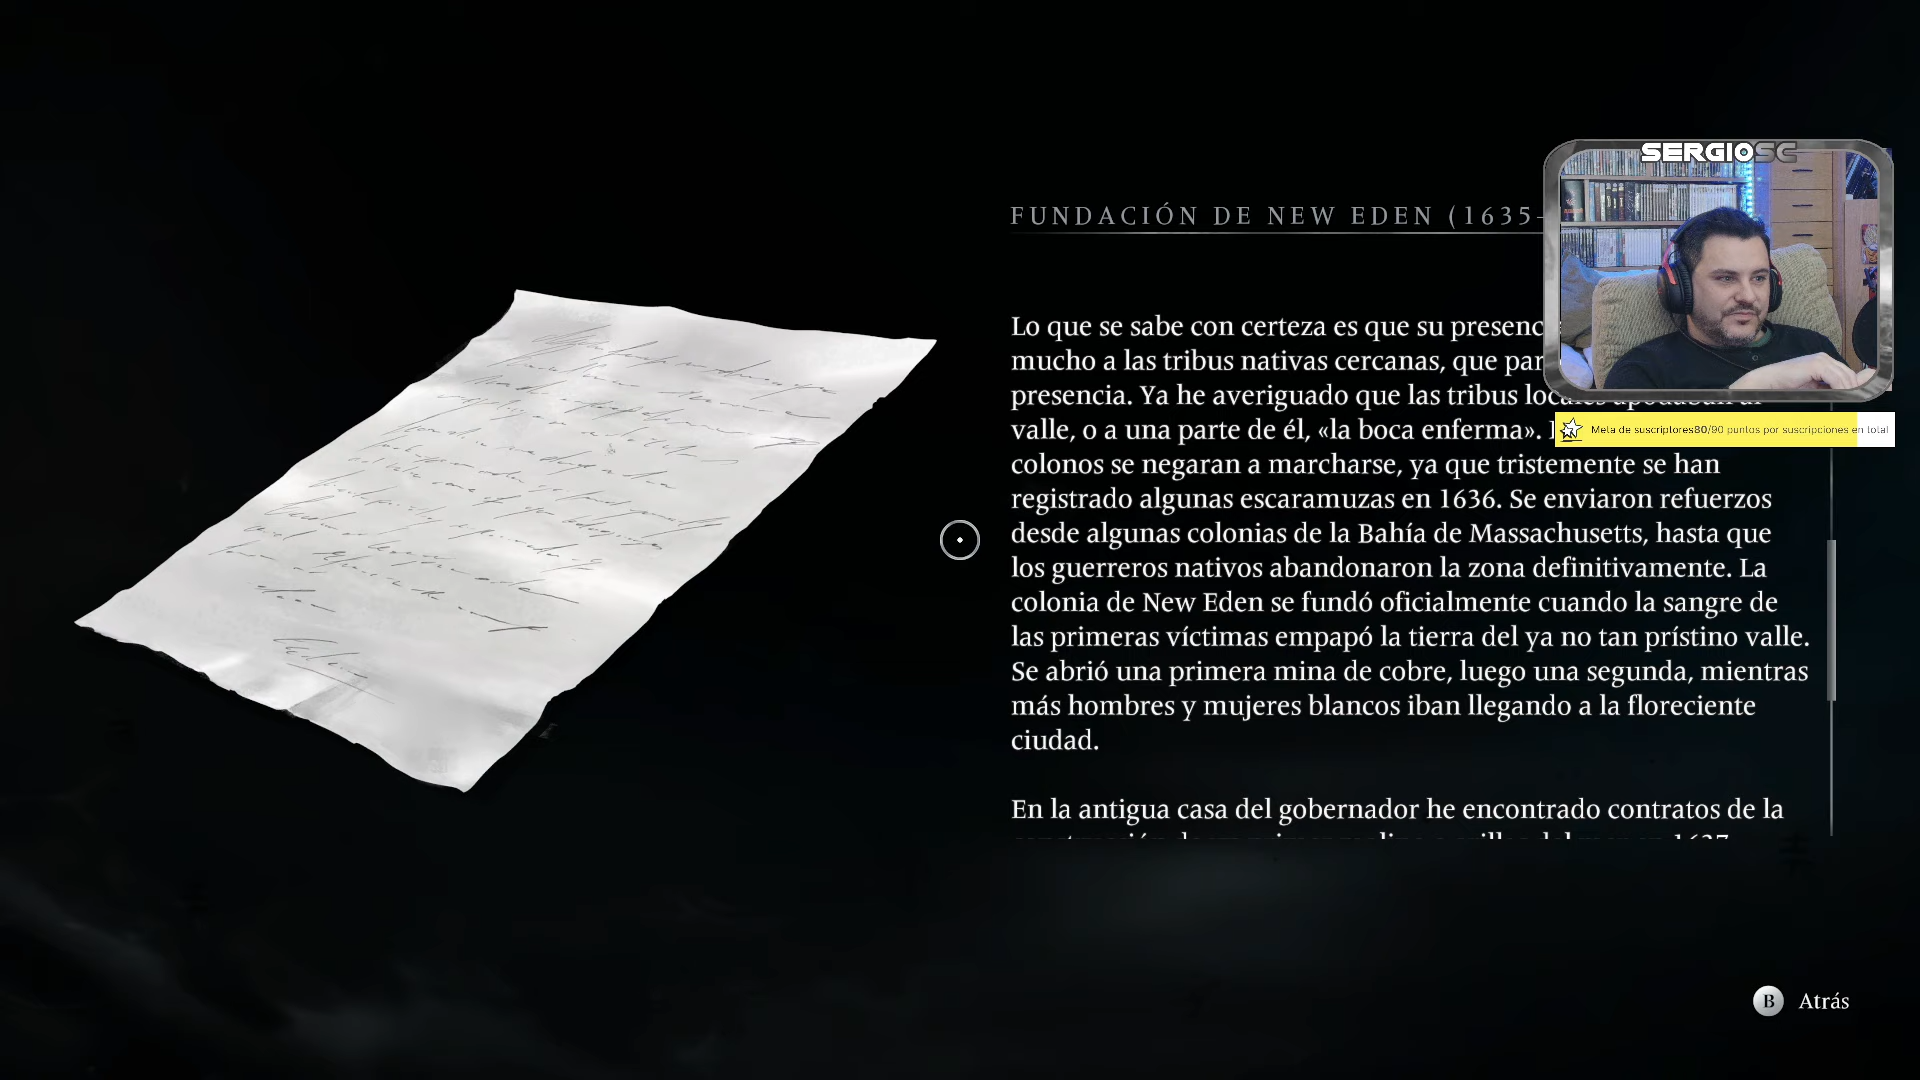 SERGIOSC
FUNDACIÓN DE NEW EDEN (1635-
Lo que se sabe con certeza es que su
mucho a las tribus nativas cercanas, que
presencia. Ya he averiguado que las tribus locales apodaban al
valle, o a una parte de él, «la boca enferma».
Meta de suscriptores80/90 puntos por suscripciones en total
colonos se negaran a marcharse, ya que tristemente se han
registrado algunas escaramuzas en 1636. Se enviaron refuerzos
desde algunas colonias de la Bahía de Massachusetts, hasta que
los guerreros nativos abandonaron la zona definitivamente. La
colonia de New Eden se fundó oficialmente cuando la sangre de
las primeras víctimas empapó la tierra del ya no tan prístino valle.
Se abrió una primera mina de cobre, luego una segunda, mientras
más hombres y mujeres blancos iban llegando a la floreciente
ciudad.
En la antigua casa del gobernador he encontrado contratos de la
B Atrás